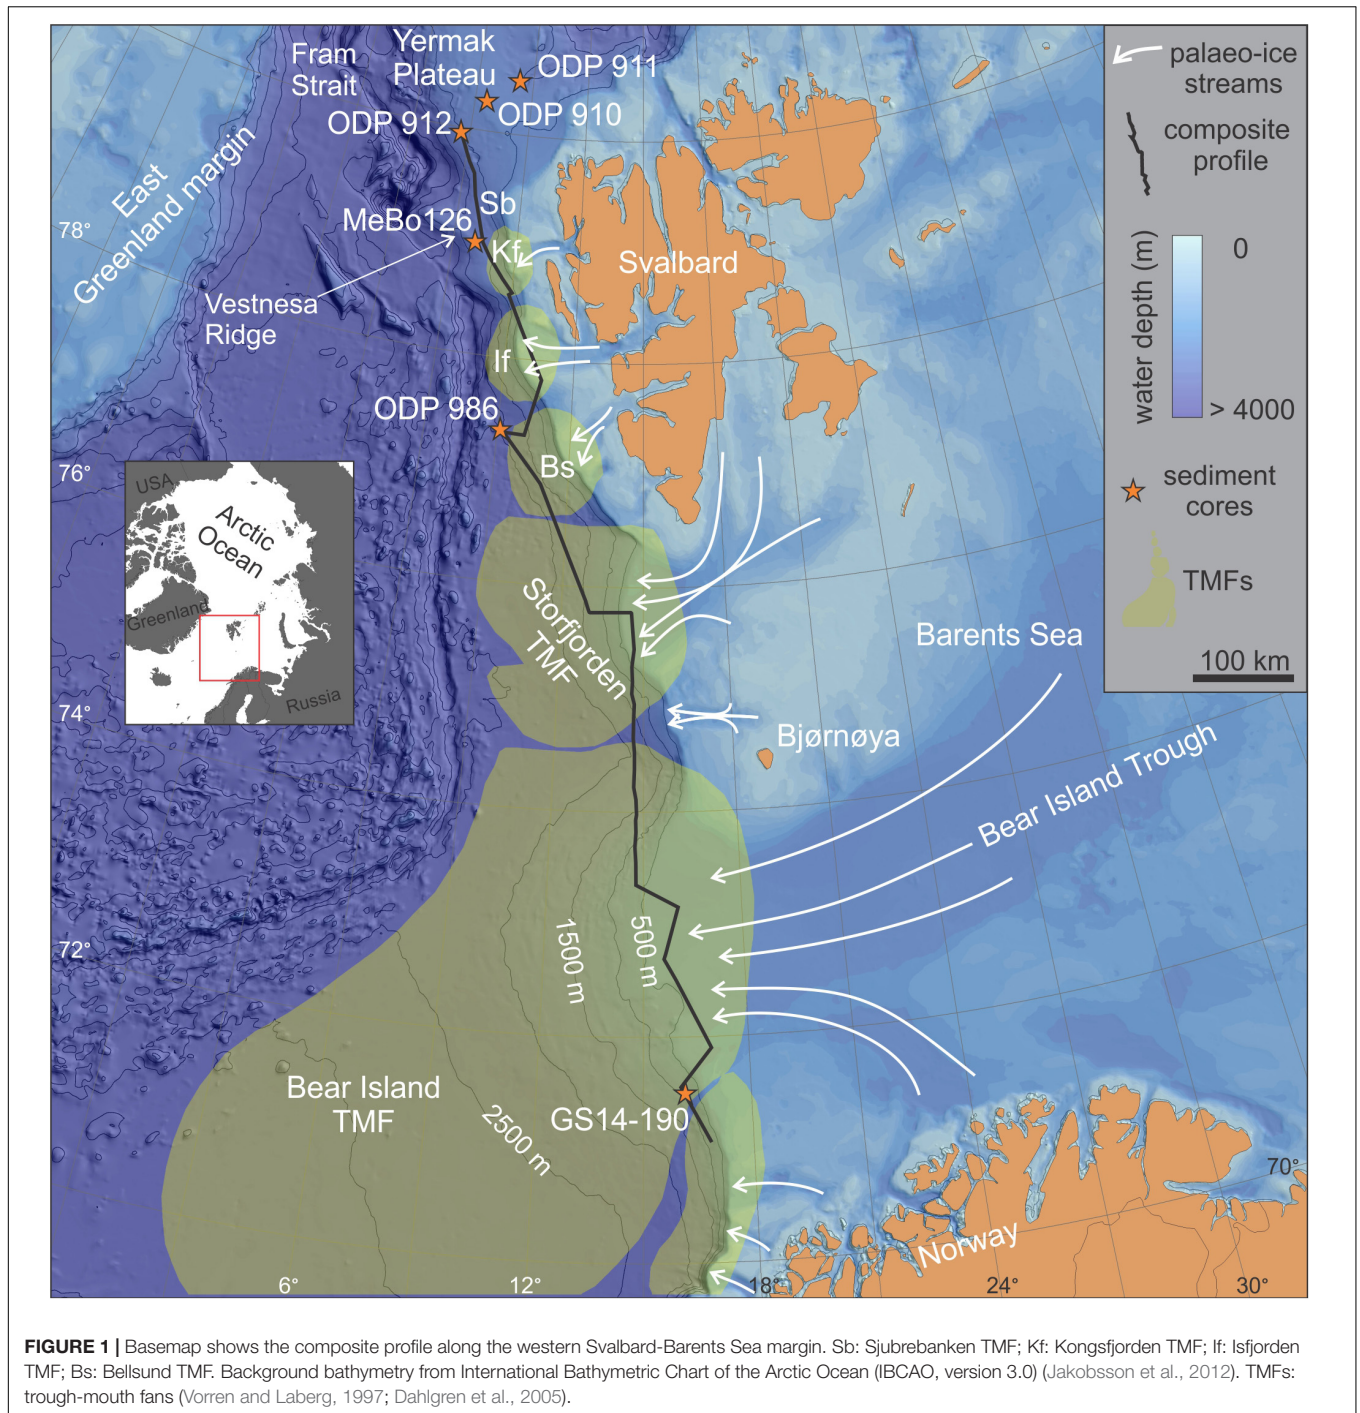 Fram
Strait
Yermak
Plateau
ODP 911
ODP 910
ODP 912
East
Greenland margin
Sb
MeBo126
Kf
78°
Svalbard
Vestnesa
Ridge
If
ODP 986
76°
Bs
USA
Arctic
Ocean
Greenland
Russia
Storfjorden
TMF
74°
Barents Sea
Bjørnøya
Bear Island Trough
72°
1500 m
500 m
Bear Island
TMF
2500 m
GS14-190
70°
Norway
6°
12°
18°
24°
30°
palaeo-ice
streams
composite
profile
water depth (m)
0
> 4000
sediment
cores
TMFs
100 km
FIGURE 1 | Basemap shows the composite profile along the western Svalbard-Barents Sea margin. Sb: Sjubrebanken TMF; Kf: Kongsfjorden TMF; If: Isfjorden
TMF; Bs: Bellsund TMF. Background bathymetry from International Bathymetric Chart of the Arctic Ocean (IBCAO, version 3.0) (Jakobsson et al., 2012). TMFs:
trough-mouth fans (Vorren and Laberg, 1997; Dahlgren et al., 2005).